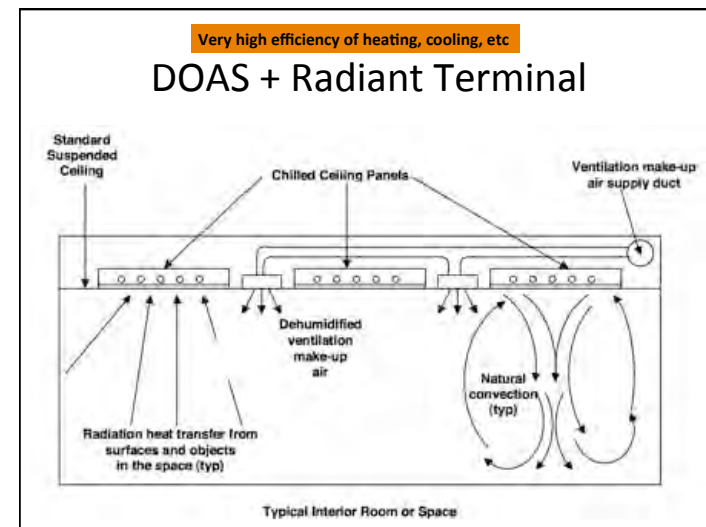 Very high efficiency of heating, cooling, etc
DOAS + Radiant Terminal
Standard
Suspended
Ceiling
Chilled Ceiling Panels
Ventilation make-up
air supply duct
Dehumidified
ventilation
make-up
air
Natural
convection
(typ)
Radiation heat transfer from
surfaces and objects
in the space (typ)
Typical Interior Room or Space